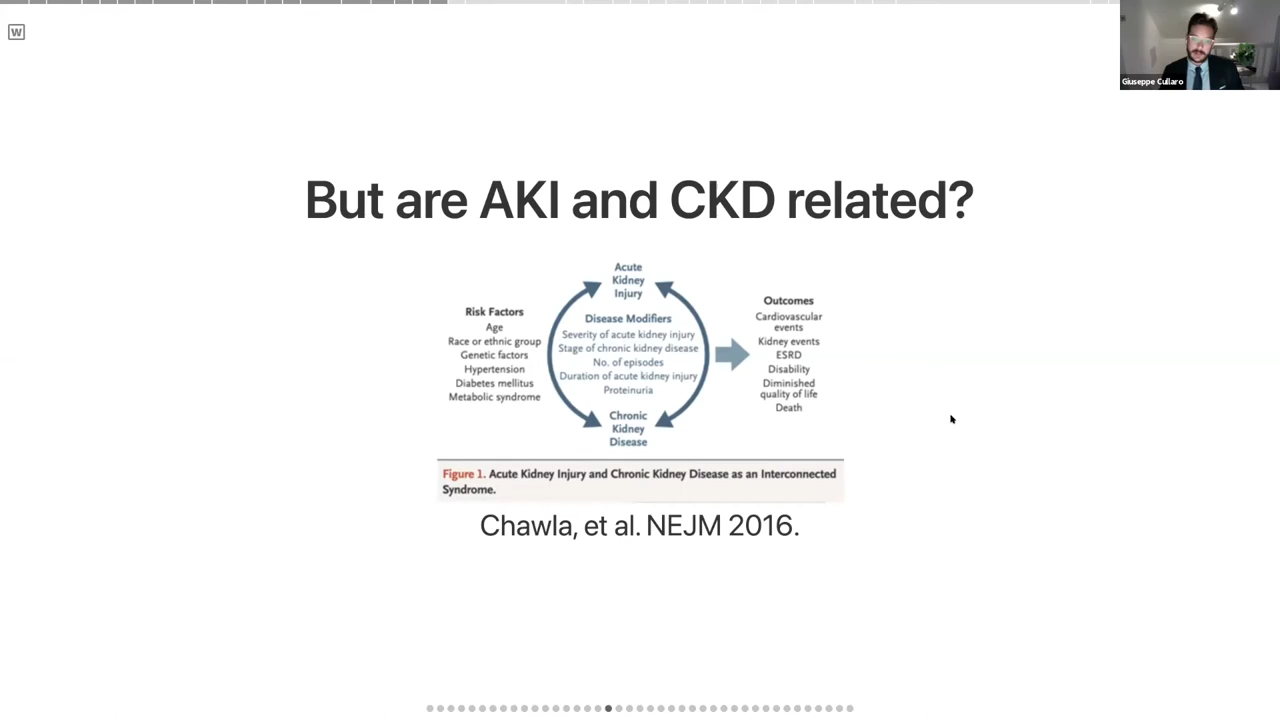 W
Giuseppe Cullaro
But are AKI and CKD related?
Risk Factors
Age
Race or ethnic group
Genetic factors
Hypertension
Diabetes mellitus
Metabolic syndrome
Acute
Kidney
Injury
Disease Modifiers
Severity of acute kidney injury
Stage of chronic kidney disease
No. of episodes
Duration of acute kidney injury
Proteinuria
Chronic
Kidney
Disease
Outcomes
Cardiovascular
events
Kidney events
ESRD
Disability
Diminished
quality of life
Death
Figure 1. Acute Kidney Injury and Chronic Kidney Disease as an Interconnected
Syndrome.
Chawla, et al. NEJM 2016.